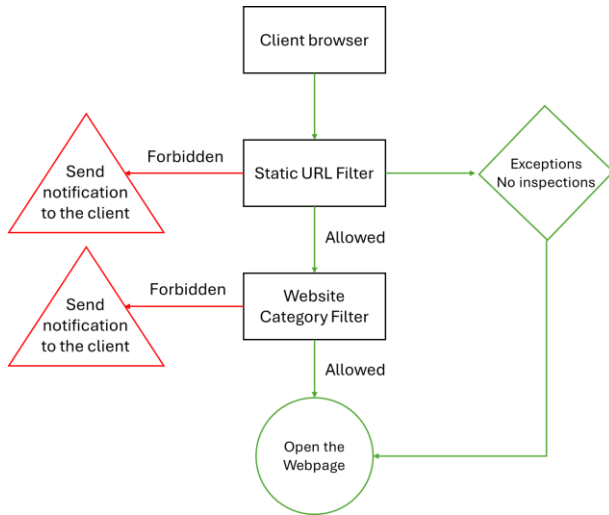 Client browser
Forbidden
Send
notification
to the client
Static URL Filter
Exceptions
No inspections
Allowed
Forbidden
Send
notification
to the client
Website
Category Filter
Allowed
Open the
Webpage